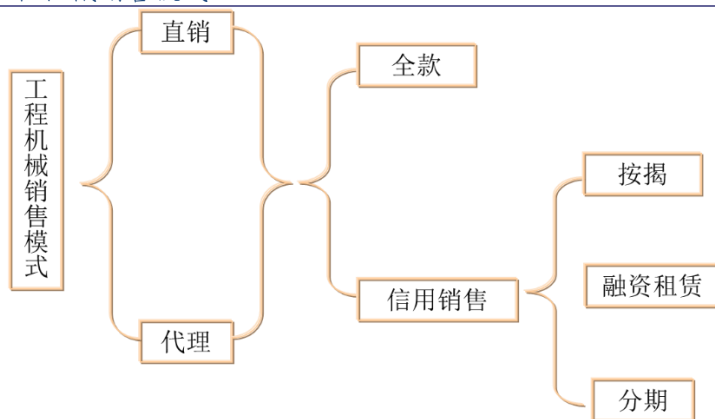 工程机械销售模式
直销
代理
全款
信用销售
按揭
融资租赁
分期